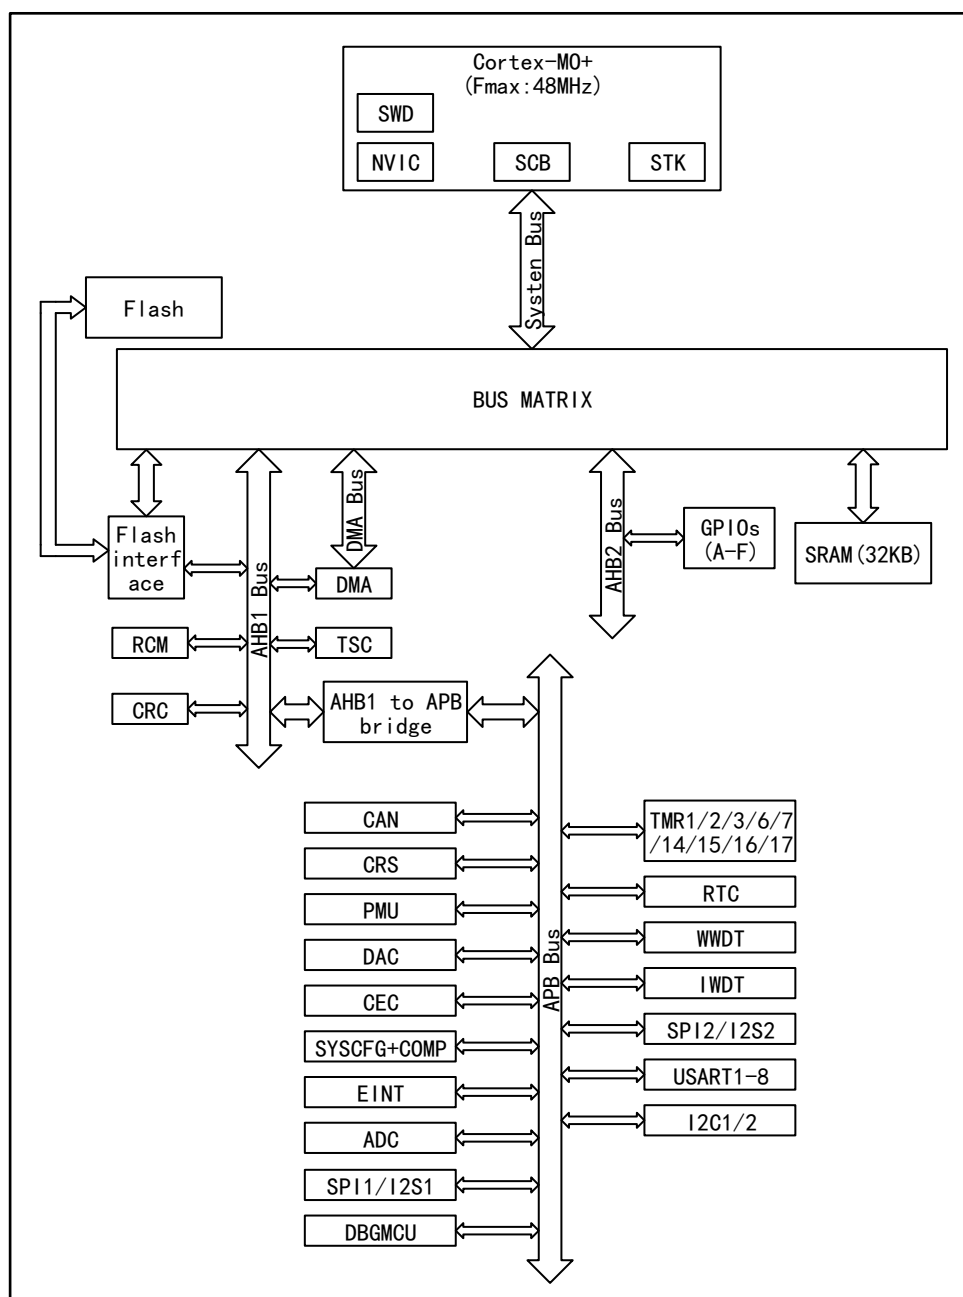 Cortex-M0+
(Fmax:48MHz)
SWD
NVIC
SCB
STK
Systen Bus
Flash
BUS MATRIX
Flash
interf
ace
AHB1 Bus
DMA Bus
DMA
AHB2 Bus
GPIOs
(A-F)
SRAM(32KB)
RCM
TSC
CRC
AHB1 to APB
bridge
APB Bus
CAN
CRS
PMU
DAC
CEC
SYSCFG+COMP
EINT
ADC
SPI1/I2S1
DBGMCU
TMR1/2/3/6/7
/14/15/16/17
RTC
WWDT
IWDT
SPI2/I2S2
USART1-8
I2C1/2